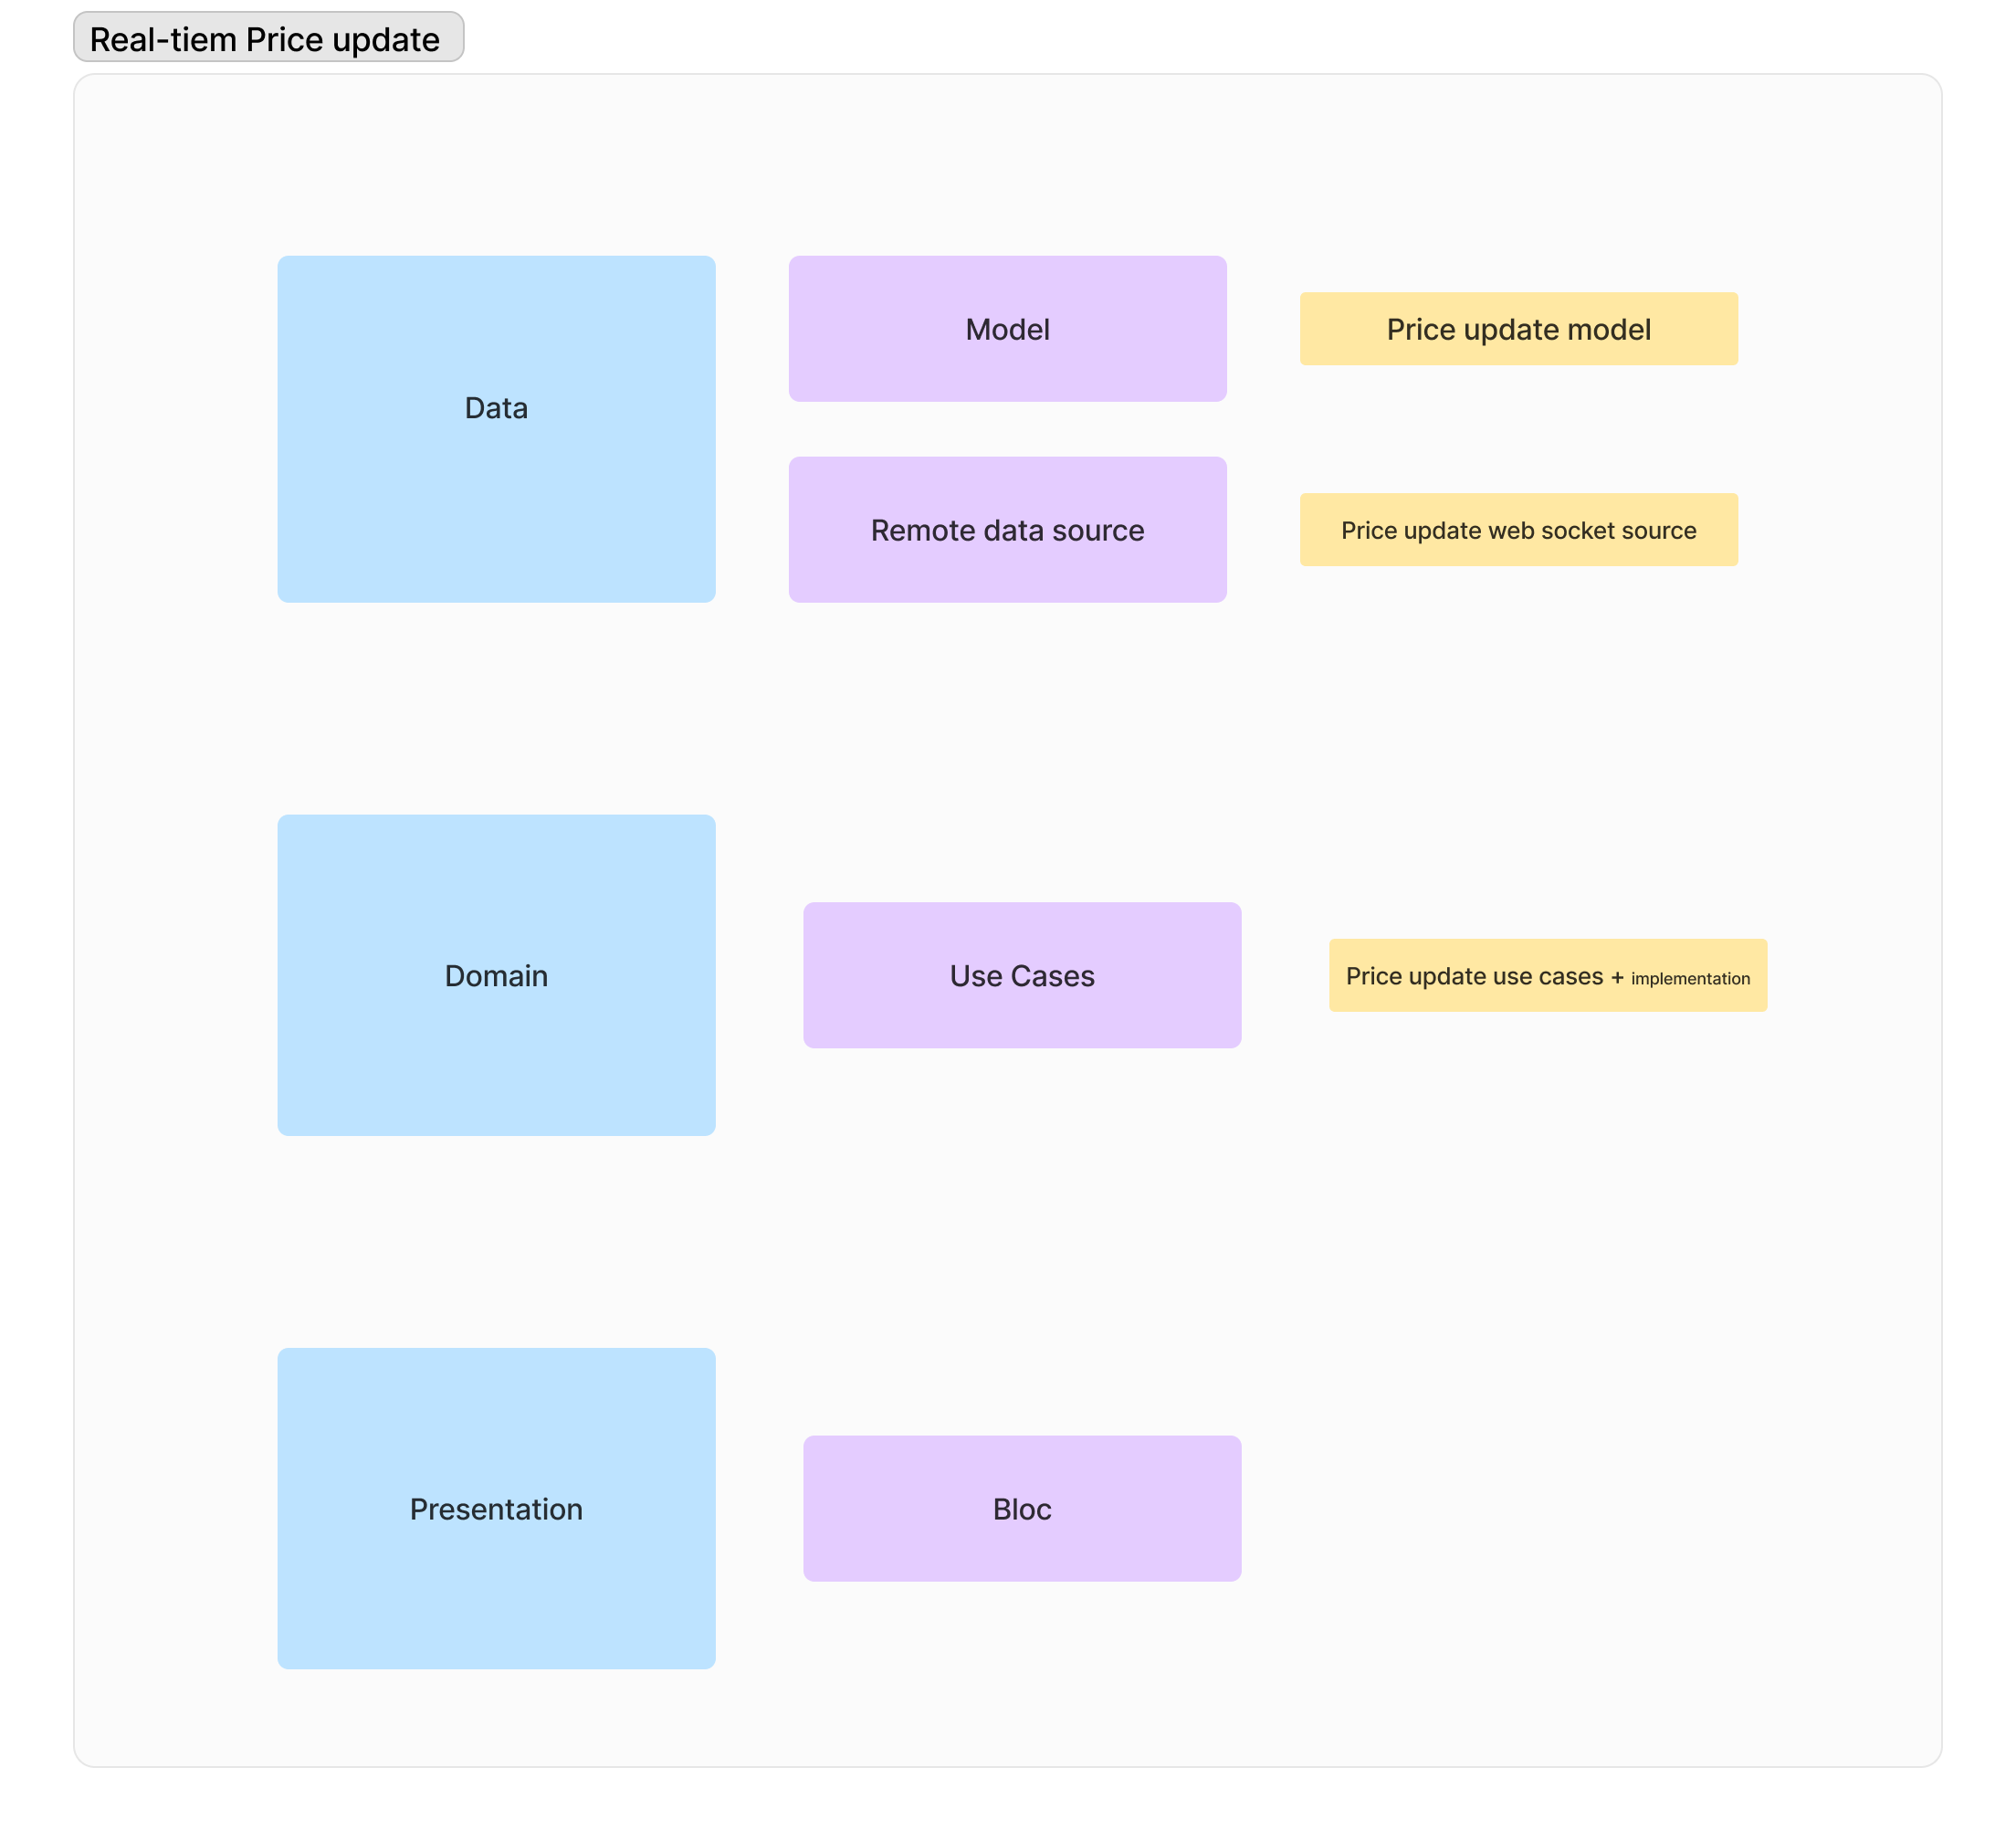 Real-tiem Price update
Data
Model
Price update model
Remote data source
Price update web socket source
Domain
Use Cases
Price update use cases + implementation
Presentation
Bloc